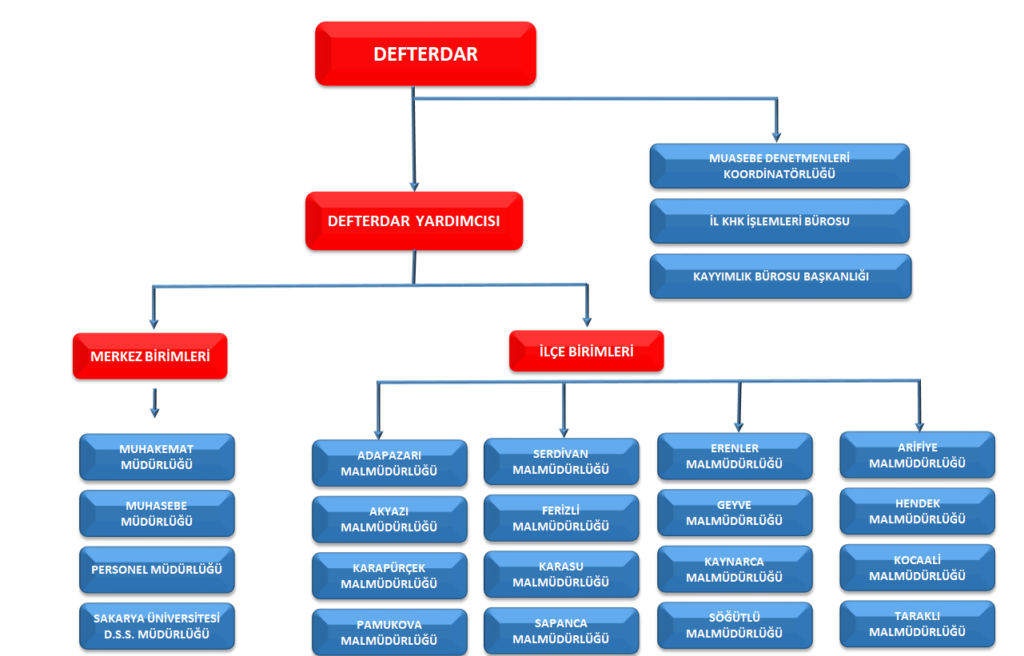 DEFTERDAR
MUASEBE DENETMENLERİ
KOORDİNATÖRLÜĞÜ
DEFTERDAR YARDIMCISI
İL KHK İŞLEMLERİ BÜROSU
KAYYIMLIK BÜROSU BAŞKANLIĞI
MERKEZ BİRİMLERİ
İLÇE BİRİMLERİ
MUHAKEMAT
MÜDÜRLÜĞÜ
MUHASEBE
MÜDÜRLÜĞÜ
PERSONEL MÜDÜRLÜĞÜ
SAKARYA ÜNİVERSİTESİ
D.S.S. MÜDÜRLÜĞÜ
ADAPAZARI
MALMÜDÜRLÜĞÜ
AKYAZI
MALMÜDÜRLÜĞÜ
KARAPÜRÇEK
MALMÜDÜRLÜĞÜ
PAMUKOVA
MALMÜDÜRLÜĞÜ
SERDİVAN
MALMÜDÜRLÜĞÜ
FERİZLİ
MALMÜDÜRLÜĞÜ
KARASU
MALMÜDÜRLÜĞÜ
SAPANCA
MALMÜDÜRLÜĞÜ
ERENLER
MALMÜDÜRLÜĞÜ
GEYVE
MALMÜDÜRLÜĞÜ
KAYNARCA
MALMÜDÜRLÜĞÜ
SÖĞÜTLÜ
MALMÜDÜRLÜĞÜ
ARİFİYE
MALMÜDÜRLÜĞÜ
HENDEK
MALMÜDÜRLÜĞÜ
KOCAALİ
MALMÜDÜRLÜĞÜ
TARAKLI
MALMÜDÜRLÜĞÜ